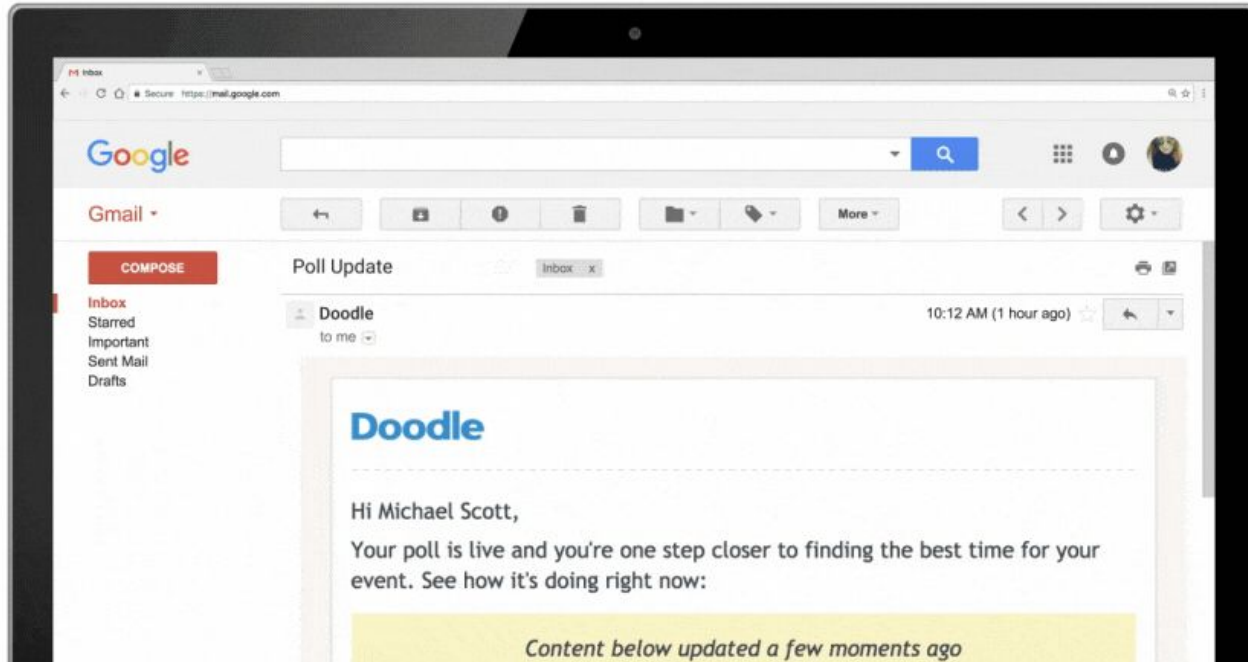 Inbox
Secure https://mail.google.com
Google
Gmail
More
COMPOSE
Poll Update
Inbox x
Inbox
Starred
Important
Sent Mail
Drafts
Doodle
10:12 AM (1 hour ago)
to me
Doodle
Hi Michael Scott,
Your poll is live and you're one step closer to finding the best time for your
event. See how it's doing right now:
Content below updated a few moments ago